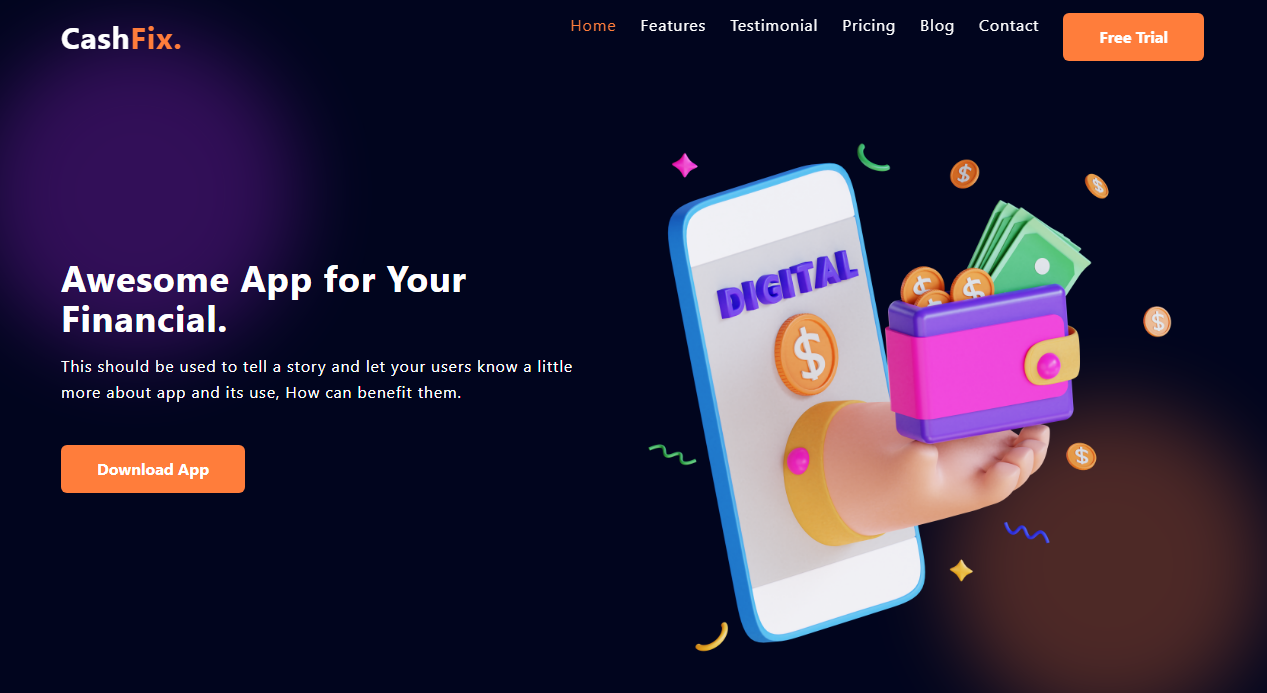 CashFix.
Home Features Testimonial Pricing Blog Contact Free Trial
DIGITAL
$
Awesome App for Your
Financial.
This should be used to tell a story and let your users know a little
more about app and its use, How can benefit them.
Download App